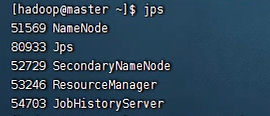 [hadoop@master ~]$ jps
51569 NameNode
80933 Jps
52729 SecondaryNameNode
53246 ResourceManager
54703 JobHistoryServer